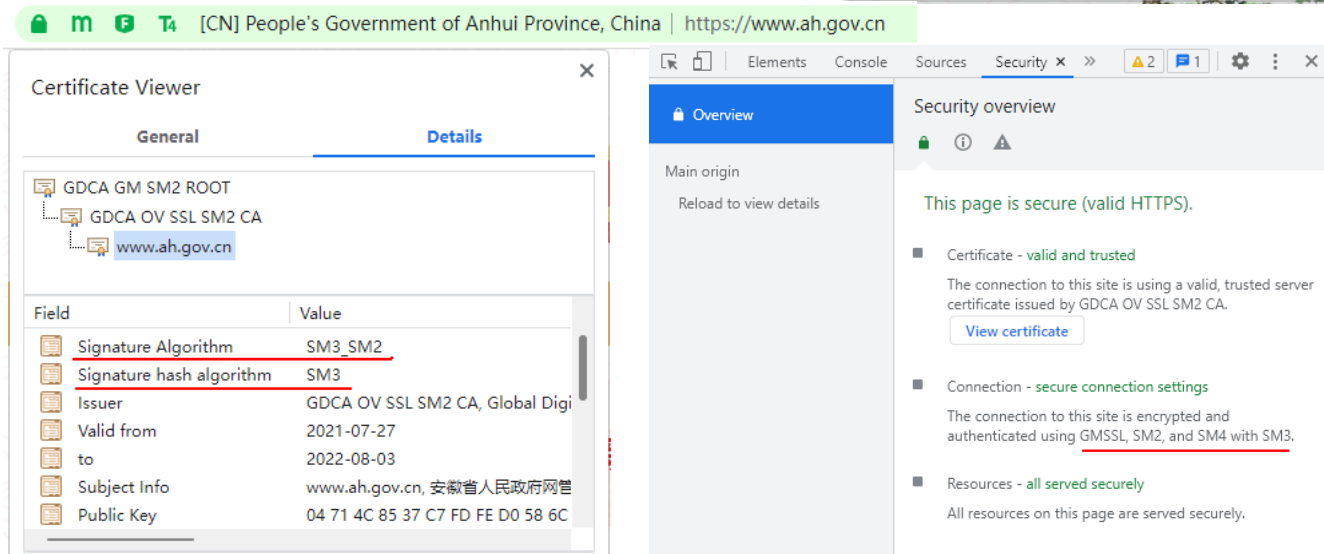 [CN] People's Government of Anhui Province, China | https://www.ah.gov.cn
Certificate Viewer
General
Details
GDCA GM SM2 ROOT
GDCA OV SSL SM2 CA
www.ah.gov.cn
Field
Value
Signature Algorithm
SM3_SM2
Signature hash algorithm
SM3
Issuer
GDCA OV SSL SM2 CA, Global Digi
Valid from
2021-07-27
to
2022-08-03
Subject Info
www.ah.gov.cn, 安徽省人民政府网管
Public Key
04 71 4C 85 37 C7 FD FE D0 58 6C
Elements
Console
Sources
Security
2
1
Overview
Main origin
Reload to view details
Security overview
This page is secure (valid HTTPS).
Certificate - valid and trusted
The connection to this site is using a valid, trusted server
certificate issued by GDCA OV SSL SM2 CA.
View certificate
Connection - secure connection settings
The connection to this site is encrypted and
authenticated using GMSSL, SM2, and SM4 with SM3.
Resources - all served securely
All resources on this page are served securely.